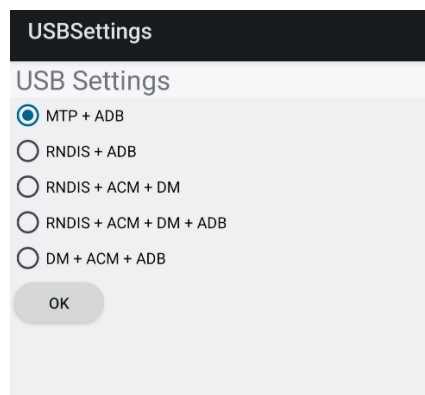 USBSettings
USB Settings
MTP + ADB
RNDIS + ADB
RNDIS + ACM + DM
RNDIS + ACM + DM + ADB
DM + ACM + ADB
OK